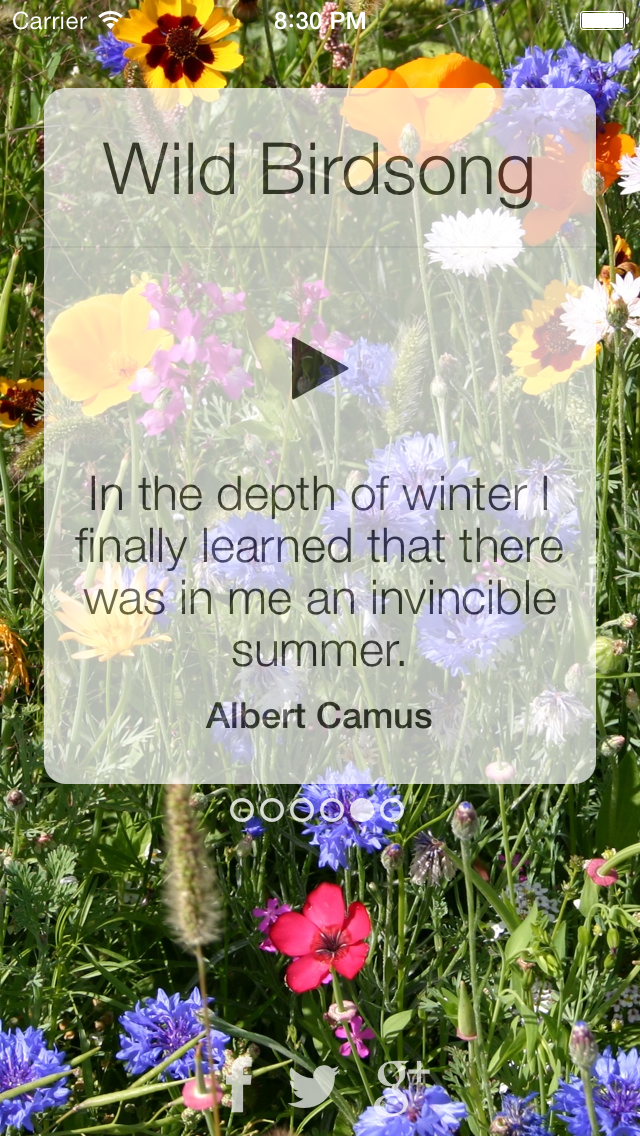 Carrier 8:30 PM
Wild Birdsong
In the depth of winter I
finally learned that there
was in me an invincible
summer.
Albert Camus
f g+